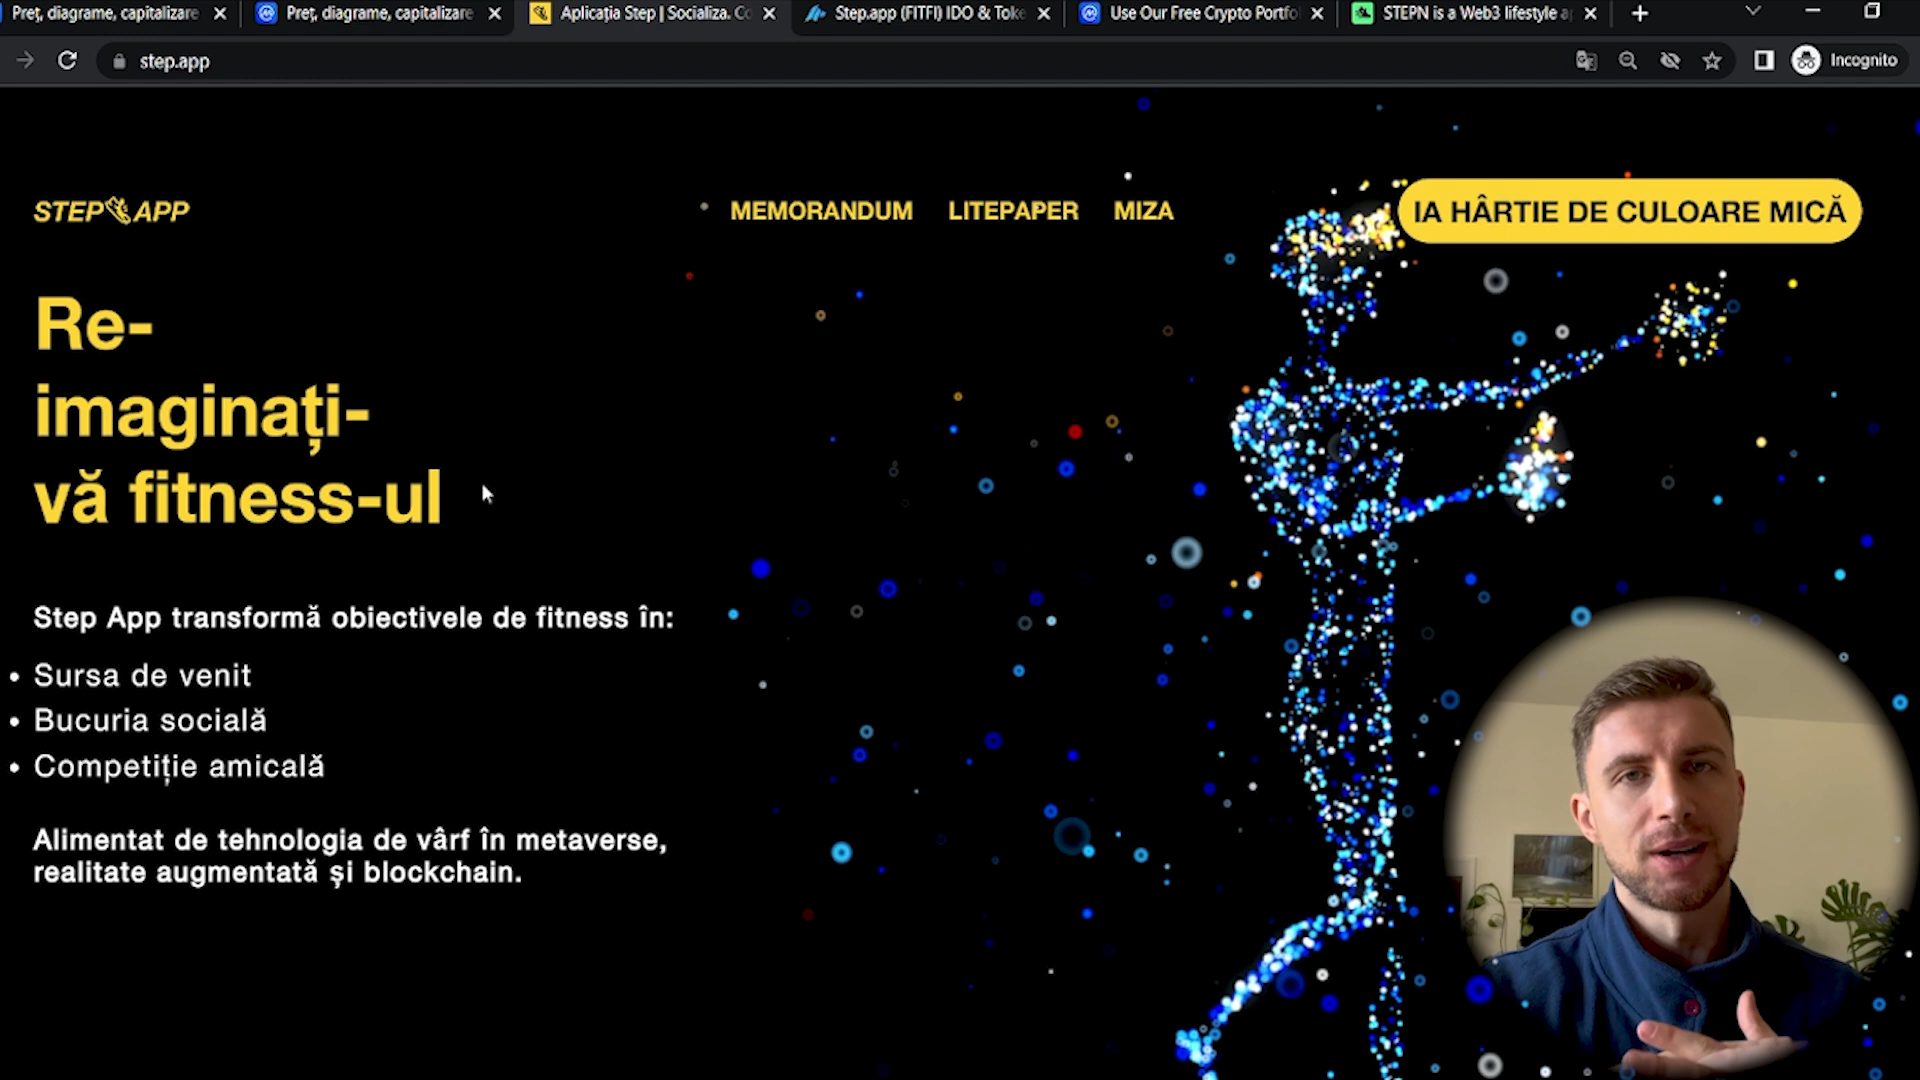 Preț, diagrame, capitalizare
Preț, diagrame, capitalizare
Aplicația Step | Socializa. Co
Step.app (FITFI) IDO & Toke
Use Our Free Crypto Portfo
STEPN is a Web3 lifestyle a
step.app
Incognito
STEP APP
MEMORANDUM
LITEPAPER
MIZA
IA HÂRTIE DE CULOARE MICĂ
Re-
imaginați-
vă fitness-ul
Step App transformă obiectivele de fitness în:
• Sursa de venit
• Bucuria socială
• Competiție amicală
Alimentat de tehnologia de vârf în metaverse,
realitate augmentată și blockchain.